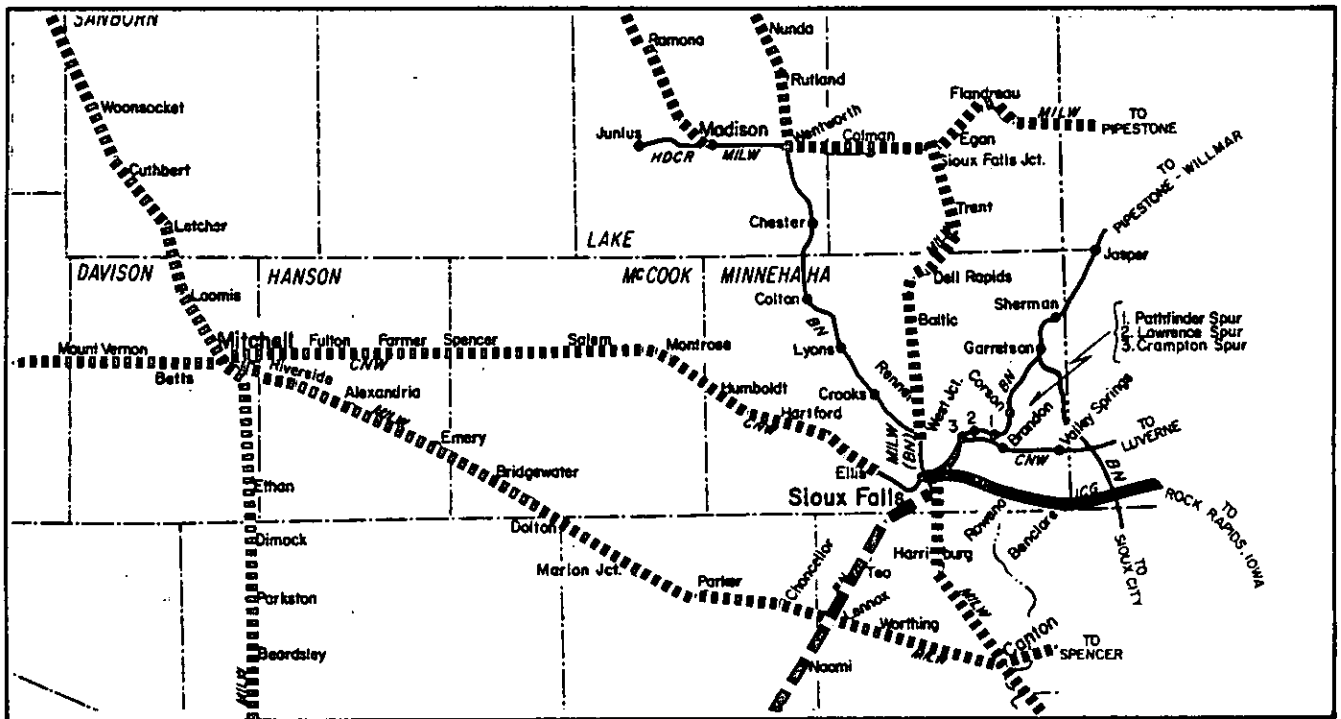 SANBORN
Ramona
Nunda
Rutland
Woonsocket
Flandreau
MILW
TO
PIPESTONE
Junius
Madison
Wentworth
Colman
Egan
HDCR
MILW
Sioux Falls Jct.
Cuthbert
TO
PIPESTONE - WILLMAR
Trent
Letcher
Chester
MILW
LAKE
Jasper
DAVISON
HANSON
McCOOK
MINNEHAHA
Dell Rapids
Loomis
Colton
Sherman
BN
Baltic
1. Pathfinder Spur
2. Lawrence Spur
3. Crampton Spur
Mitchell
Fulton
Farmer
Spencer
Salem
Montrose
Lyons
Garretson
Mount Vernon
Betts
Riverside
CNW
Renner
Corson
BN
Alexandria
Humboldt
Crooks
West Jct.
Valley Springs
MILW
Hartford
CNW
MILW
(BN)
3
2
1
Brandon
TO
LUVERNE
Emery
CNW
BN
Bridgewater
Ellis
Sioux Falls
ICG
TO
ROCK RAPIDS, IOWA
Ethan
Rowena
Benclare
Dolton
TO
SIOUX CITY
Dimock
Chancellor
Harrisburg
Marion Jct.
Tea
Parker
Parkston
Lennox
MILW
Worthing
Canton
TO
SPENCER
Beardsley
MILW
Naomi
MILW